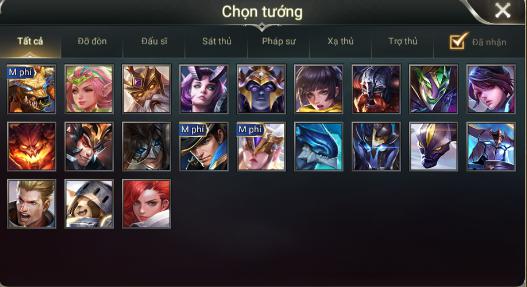 Chọn tướng
Tất cả Đỡ đòn Đấu sĩ Sát thủ Pháp sư Xạ thủ Trợ thủ Đã nhận
M phí
M phí M phí